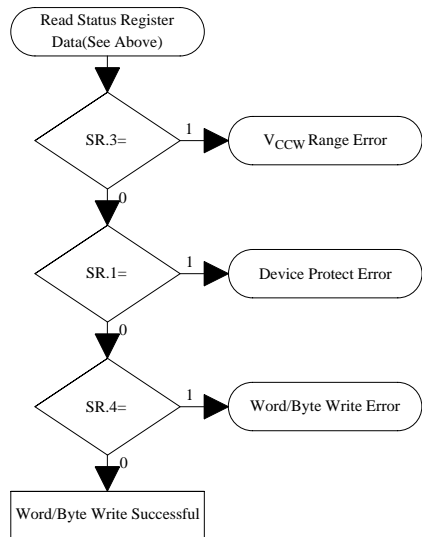 Read Status Register
Data(See Above)
SR.3=
1
VCCW Range Error
0
SR.1=
1
Device Protect Error
0
SR.4=
1
Word/Byte Write Error
0
Word/Byte Write Successful